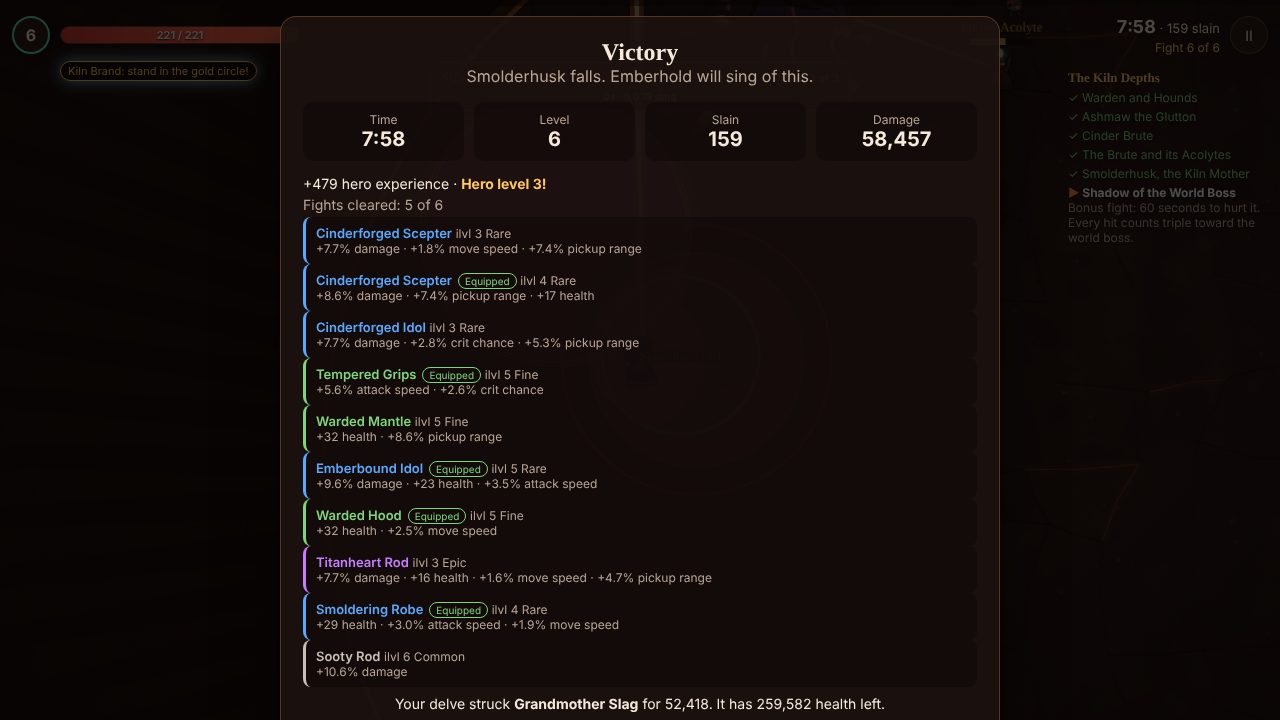 6
221 / 221
Kiln Brand: stand in the gold circle!
Acolyte
7:58 · 159 slain
Fight 6 of 6
The Kiln Depths
✓ Warden and Hounds
✓ Ashmaw the Glutton
✓ Cinder Brute
✓ The Brute and its Acolytes
✓ Smolderhusk, the Kiln Mother
▶ Shadow of the World Boss
Bonus fight: 60 seconds to hurt it.
Every hit counts triple toward the
world boss.
Victory
Smolderhusk falls. Emberhold will sing of this.
Time
7:58
Level
6
Slain
159
Damage
58,457
+479 hero experience · Hero level 3!
Fights cleared: 5 of 6
Cinderforged Scepter ilvl 3 Rare
+7.7% damage · +1.8% move speed · +7.4% pickup range
Cinderforged Scepter Equipped ilvl 4 Rare
+8.6% damage · +7.4% pickup range · +17 health
Cinderforged Idol ilvl 3 Rare
+7.7% damage · +2.8% crit chance · +5.3% pickup range
Tempered Grips Equipped ilvl 5 Fine
+5.6% attack speed · +2.6% crit chance
Warded Mantle ilvl 5 Fine
+32 health · +8.6% pickup range
Emberbound Idol Equipped ilvl 5 Rare
+9.6% damage · +23 health · +3.5% attack speed
Warded Hood Equipped ilvl 5 Fine
+32 health · +2.5% move speed
Titanheart Rod ilvl 3 Epic
+7.7% damage · +16 health · +1.6% move speed · +4.7% pickup range
Smoldering Robe Equipped ilvl 4 Rare
+29 health · +3.0% attack speed · +1.9% move speed
Sooty Rod ilvl 6 Common
+10.6% damage
Your delve struck Grandmother Slag for 52,418. It has 259,582 health left.